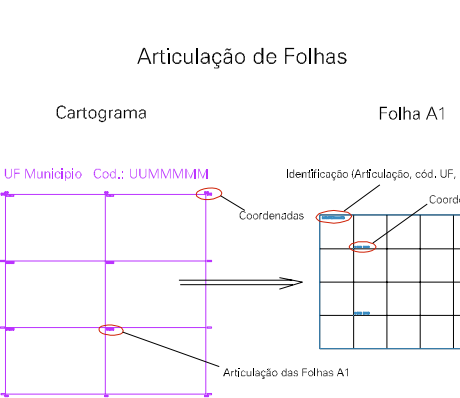 Articulação de Folhas
Cartograma
Folha A1
UF Municipio Cod.: UUMMMMM
Identificação (Articulação, cód. UF,
Coordenadas
Articulação das Folhas A1